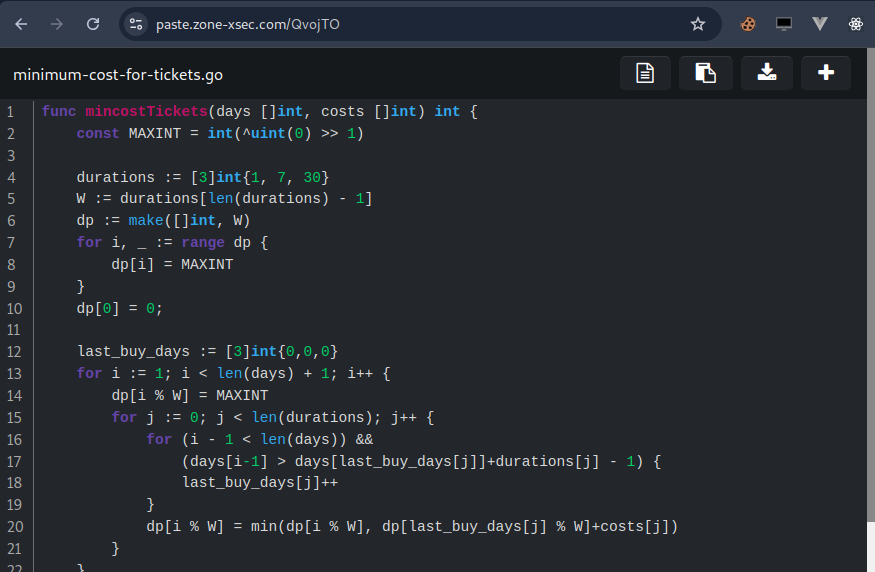 paste.zone-xsec.com/QvojTO
minimum-cost-for-tickets.go
1 func mincostTickets(days []int, costs []int) int {
2     const MAXINT = int(^uint(0) >> 1)
3
4     durations := [3]int{1, 7, 30}
5     W := durations[len(durations) - 1]
6     dp := make([]int, W)
7     for i, _ := range dp {
8         dp[i] = MAXINT
9     }
10     dp[0] = 0;
11
12     last_buy_days := [3]int{0,0,0}
13     for i := 1; i < len(days) + 1; i++ {
14         dp[i % W] = MAXINT
15         for j := 0; j < len(durations); j++ {
16             for (i - 1 < len(days)) &&
17                 (days[i-1] > days[last_buy_days[j]]+durations[j] - 1) {
18                 last_buy_days[j]++
19             }
20             dp[i % W] = min(dp[i % W], dp[last_buy_days[j] % W]+costs[j])
21         }
22     }